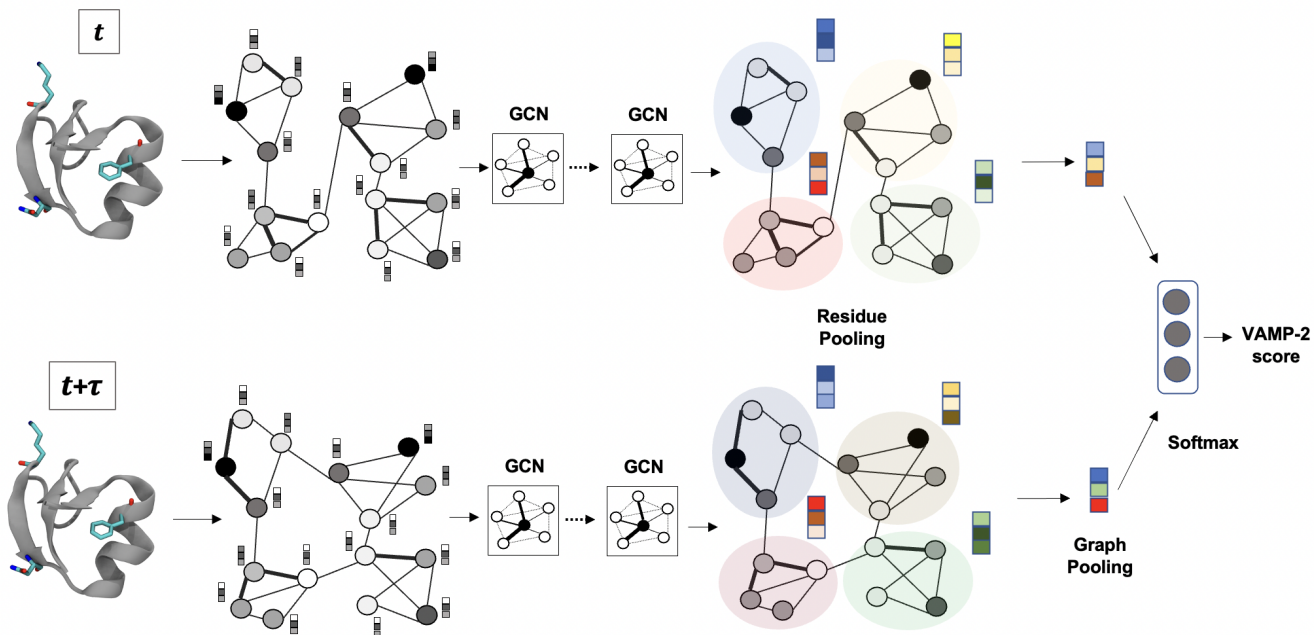 t
GCN
GCN
Residue
Pooling
VAMP-2
score
t+τ
Softmax
GCN
GCN
Graph
Pooling